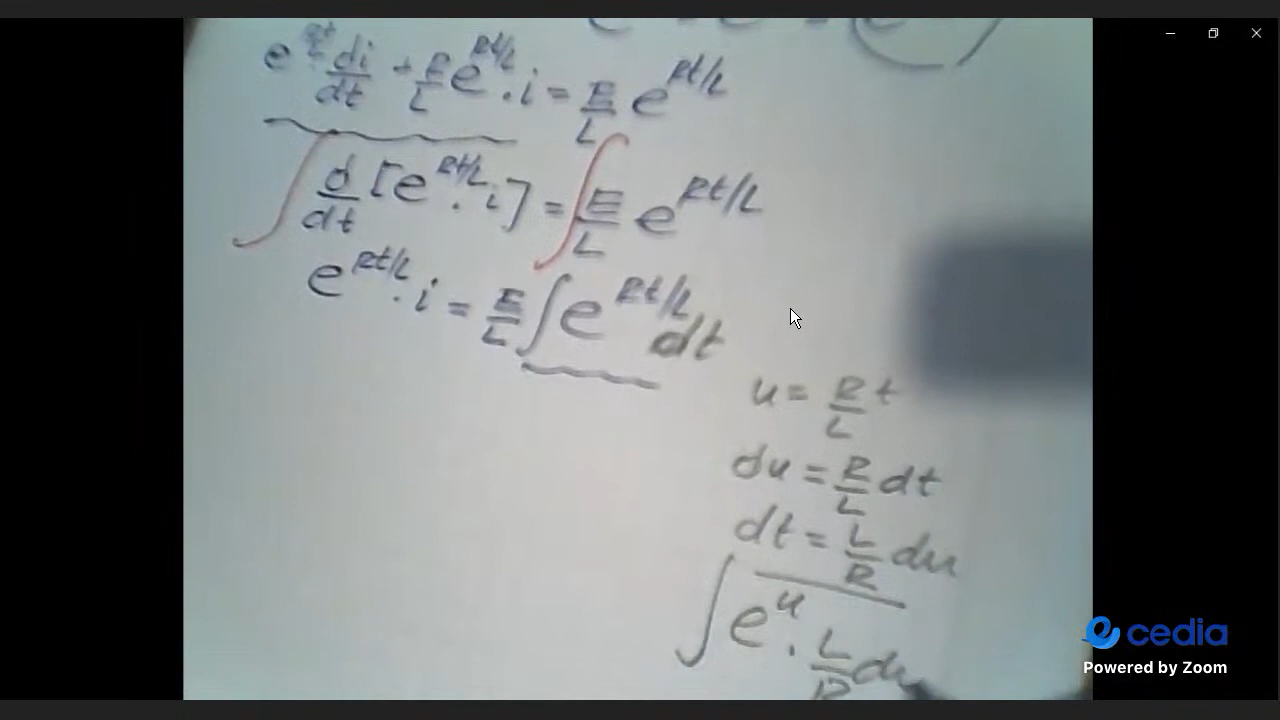 e^{Rt/L} di/dt + R/L e^{Rt/L} . i = E/L e^{Rt/L}
∫ d/dt [e^{Rt/L} . i] = ∫ E/L e^{Rt/L}
e^{Rt/L} . i = E/L ∫ e^{Rt/L} dt
u = R/L t
du = R/L dt
dt = L/R du
∫ e^u . L/R du
cedia
Powered by Zoom